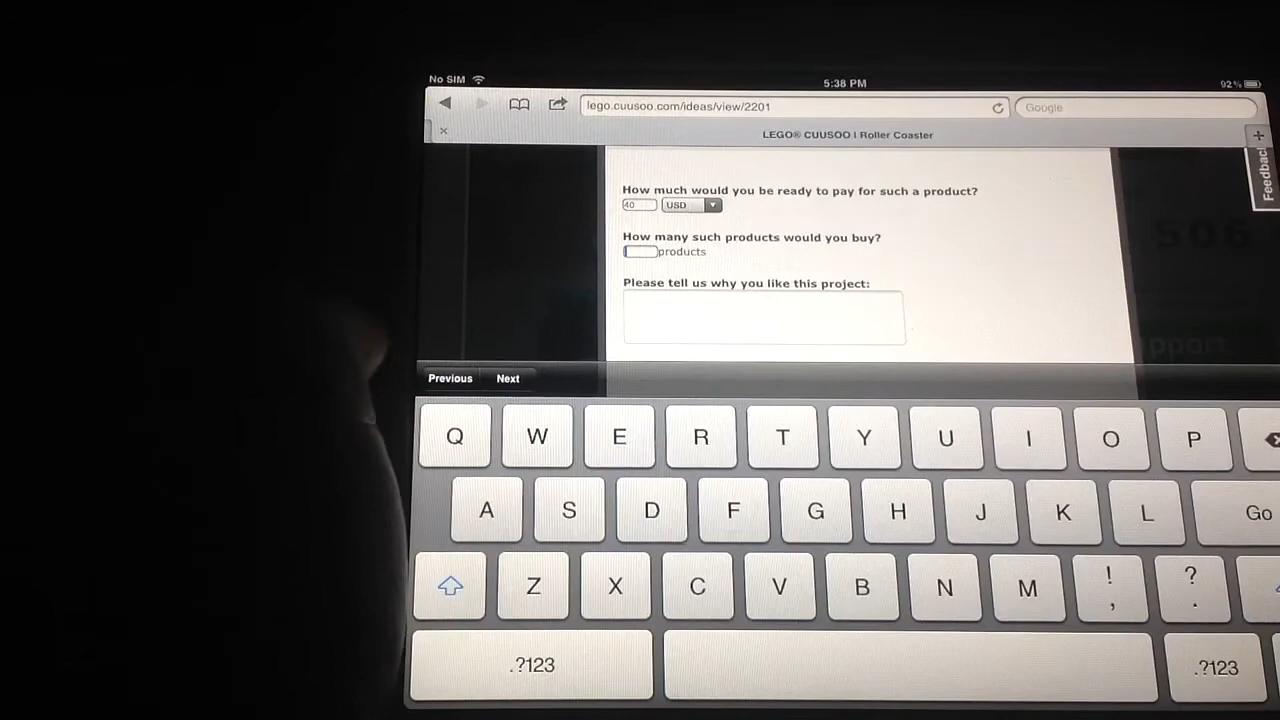 No SIM 5:38 PM 92%
lego.cuusoo.com/ideas/view/2201 Google
LEGO® CUUSOO | Roller Coaster
Feedback
How much would you be ready to pay for such a product?
40 USD
506
How many such products would you buy?
products
Please tell us why you like this project:
pport
Previous Next
Q W E R T Y U I O P
A S D F G H J K L Go
Z X C V B N M ! , ? .
.?123 .?123